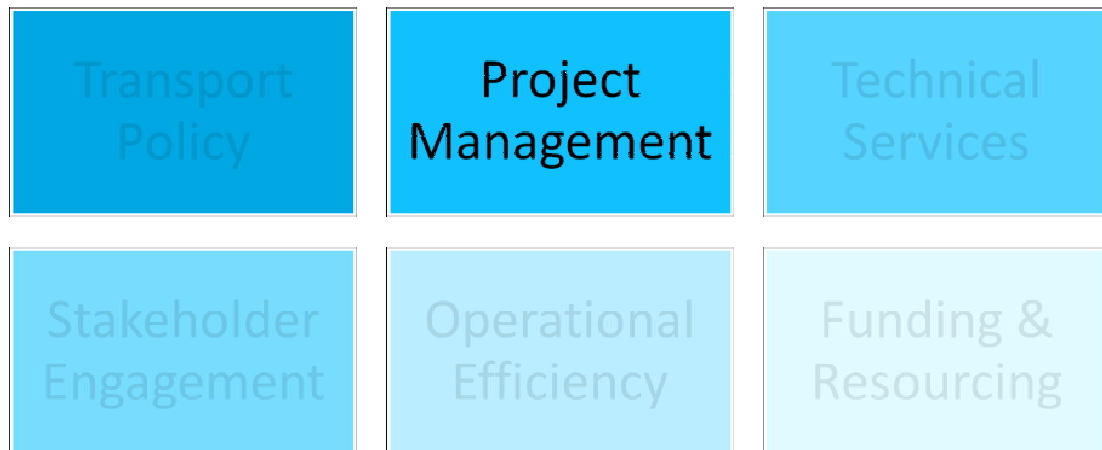 Transport
Policy
Project
Management
Technical
Services
Stakeholder
Engagement
Operational
Efficiency
Funding &
Resourcing